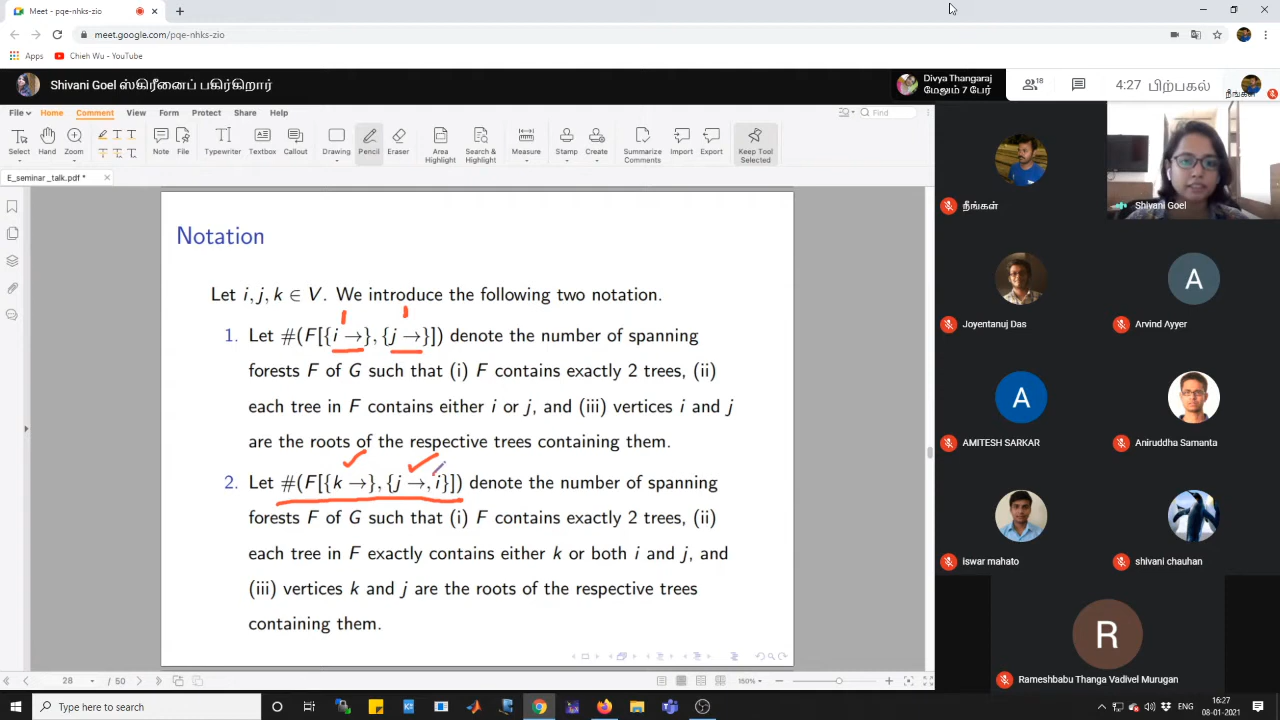 Meet - pqe-nhks-zio
meet.google.com/pqe-nhks-zio
Apps Chieh Wu - YouTube
Shivani Goel ஸ்கிரீனைப் பகிர்கிறார்
Divya Thangaraj
மேலும் 7 பேர்
18
4:27 பிற்பகல்
நீங்கள்
File Home Comment View Form Protect Share Help
Find
Select Hand Zoom Note File Typewriter Textbox Callout Drawing Pencil Eraser Area Highlight Search & Highlight Measure Stamp Create Summarize Comments Import Export Keep Tool Selected
E_seminar _talk.pdf *
Notation
Let i, j, k ∈ V. We introduce the following two notation.
1. Let #(F[{i →}, {j →}]) denote the number of spanning
forests F of G such that (i) F contains exactly 2 trees, (ii)
each tree in F contains either i or j, and (iii) vertices i and j
are the roots of the respective trees containing them.
2. Let #(F[{k →}, {j →, i}]) denote the number of spanning
forests F of G such that (i) F contains exactly 2 trees, (ii)
each tree in F exactly contains either k or both i and j, and
(iii) vertices k and j are the roots of the respective trees
containing them.
28 / 50
150%
நீங்கள்
Shivani Goel
Joyentanuj Das
A
Arvind Ayyer
A
AMITESH SARKAR
Aniruddha Samanta
Iswar mahato
shivani chauhan
R
Rameshbabu Thanga Vadivel Murugan
Type here to search
ENG
16:27
08-01-2021